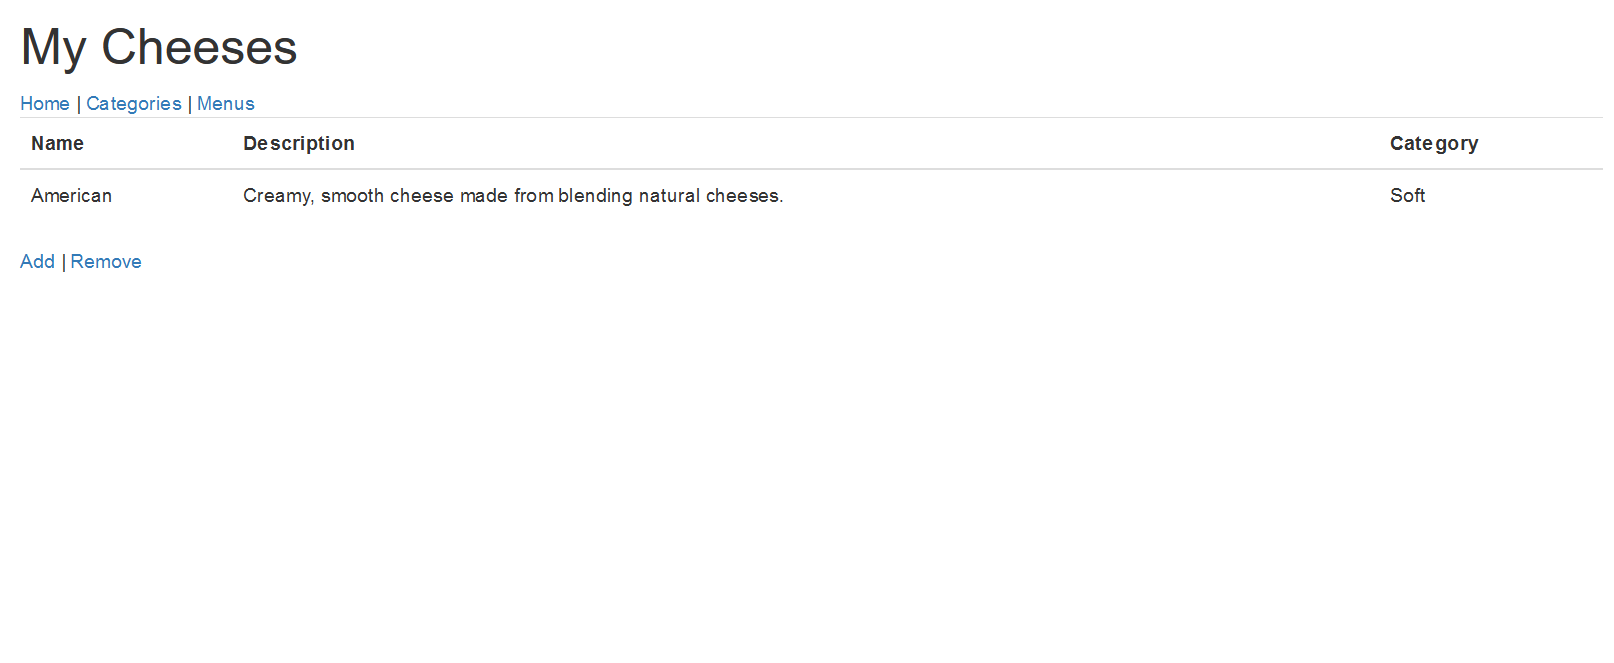 My Cheeses
Home | Categories | Menus
Name Description Category
American Creamy, smooth cheese made from blending natural cheeses. Soft
Add | Remove